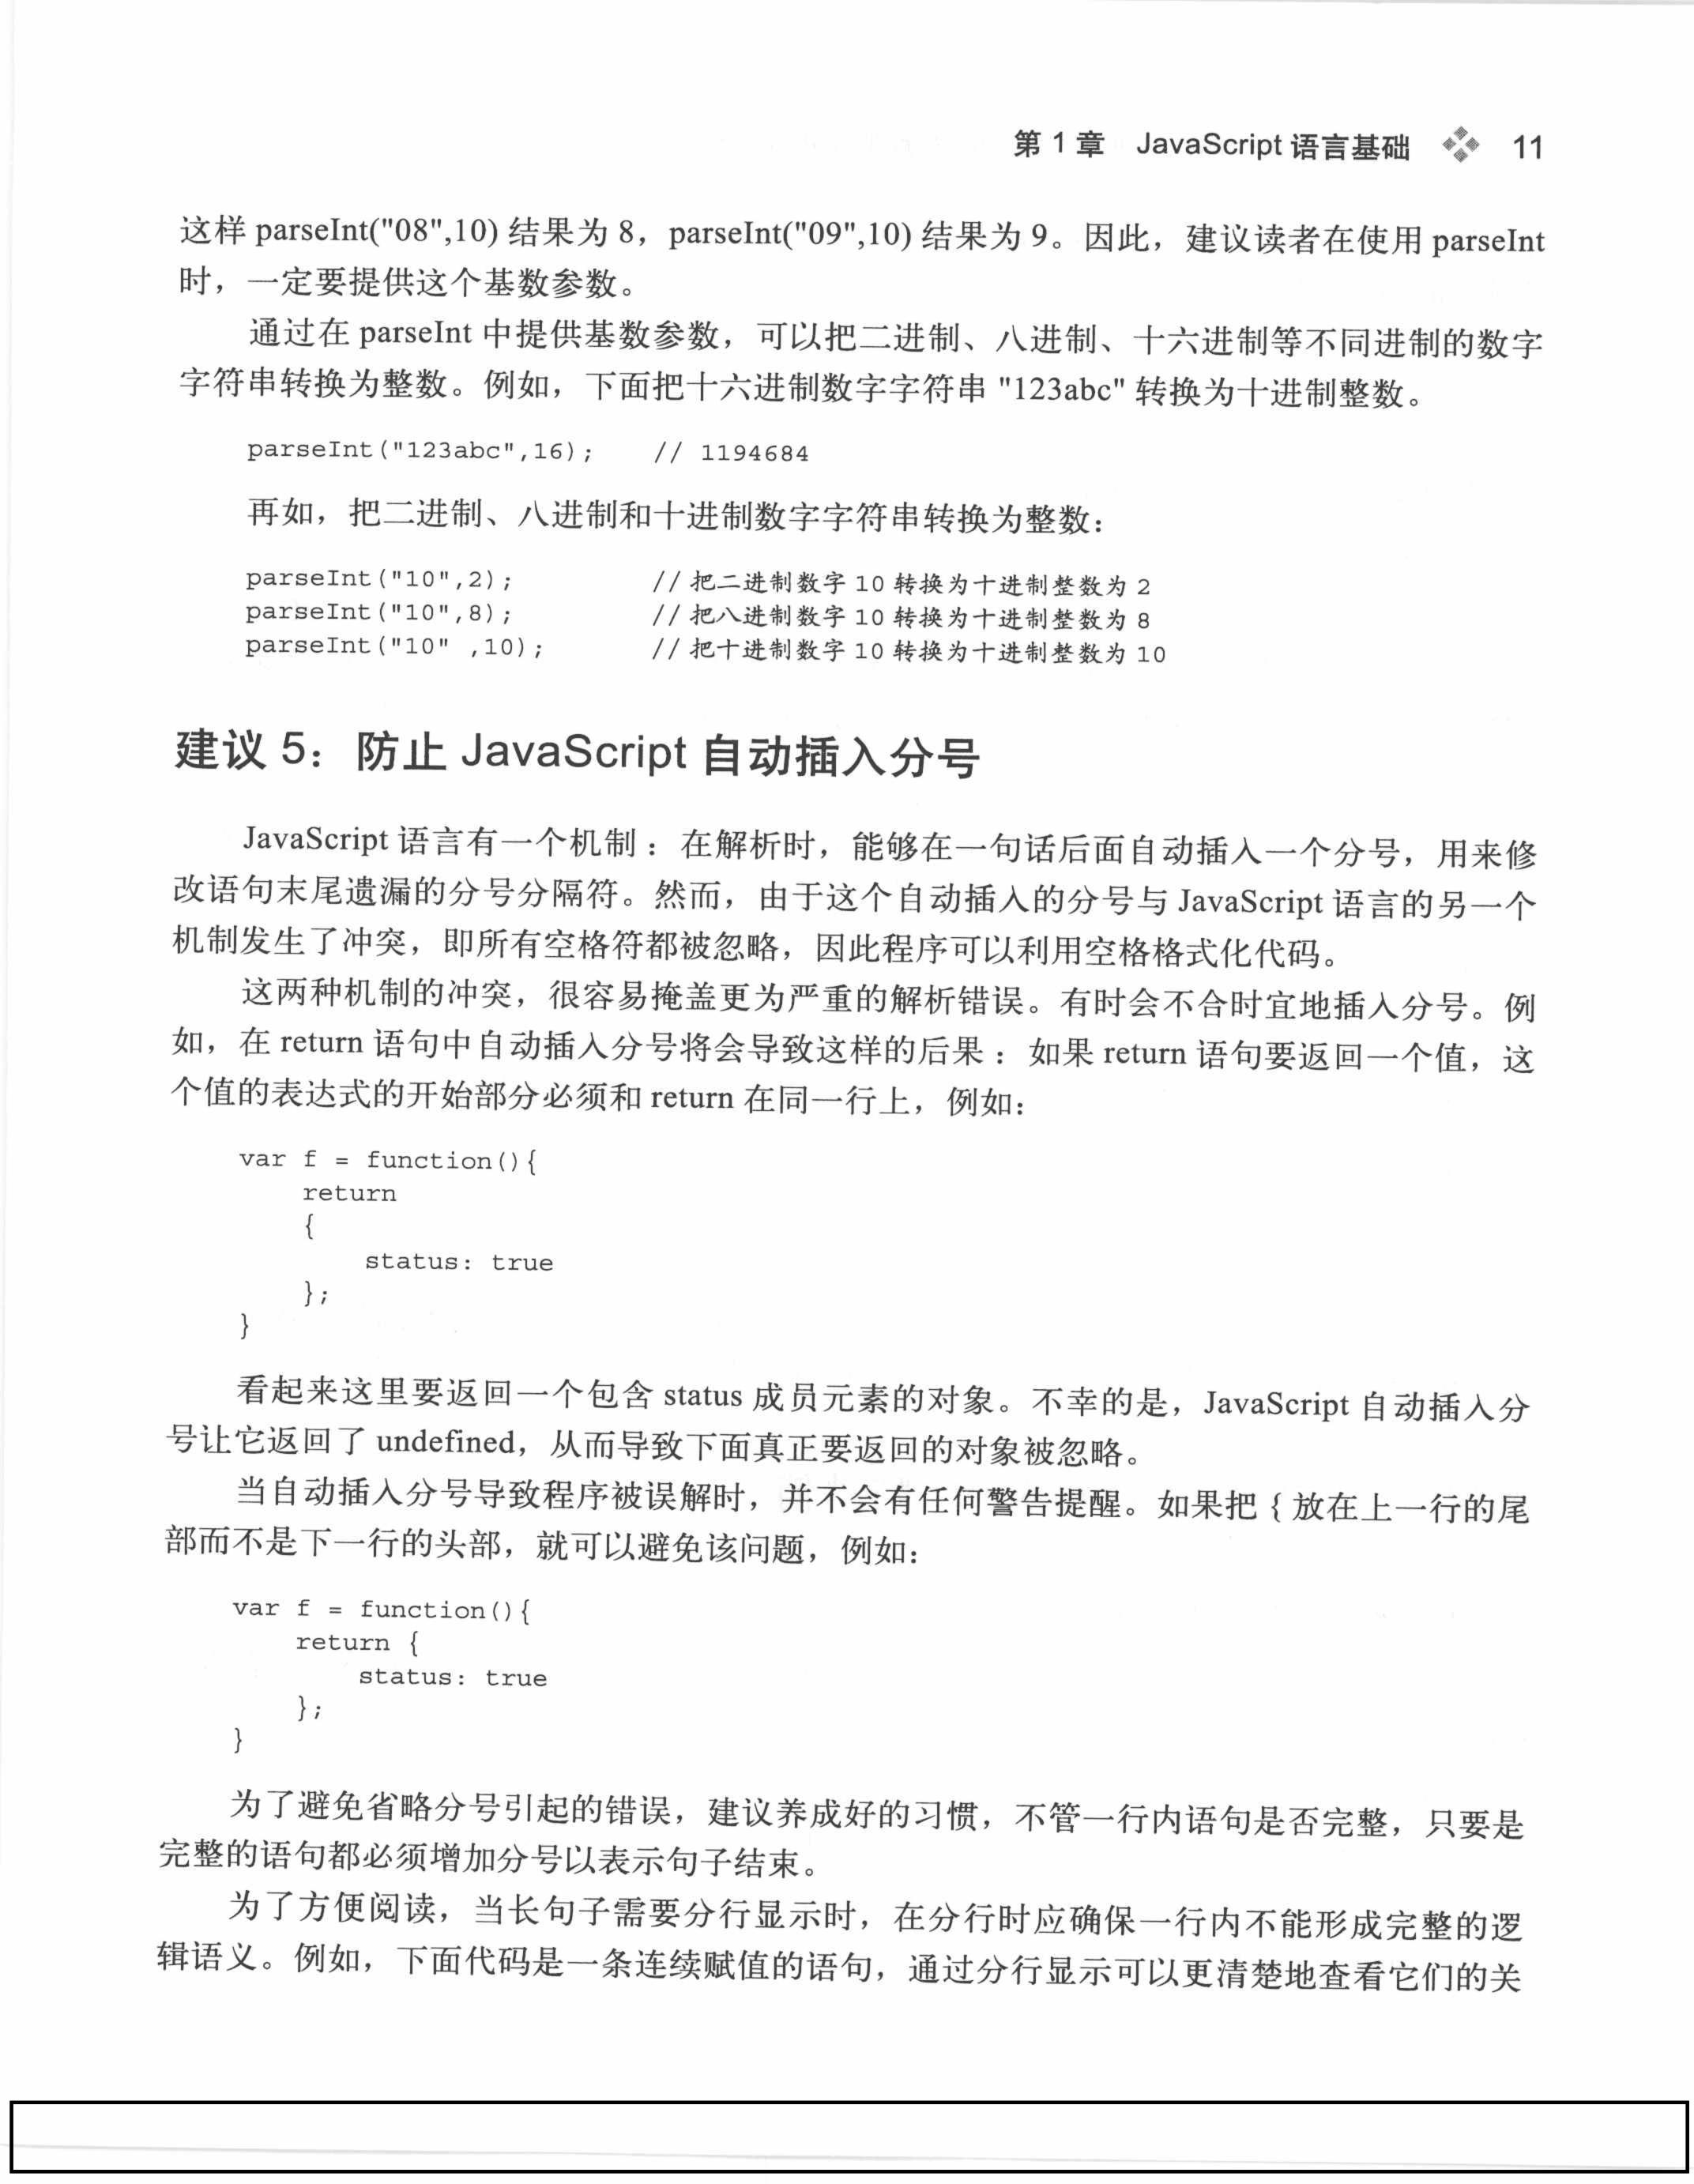 第 1 章 JavaScript 语言基础 11
这样 parseInt("08",10) 结果为 8，parseInt("09",10) 结果为 9。因此，建议读者在使用 parseInt
时，一定要提供这个基数参数。
通过在 parseInt 中提供基数参数，可以把二进制、八进制、十六进制等不同进制的数字
字符串转换为整数。例如，下面把十六进制数字字符串 "123abc" 转换为十进制整数。
parseInt("123abc",16);    // 1194684
再如，把二进制、八进制和十进制数字字符串转换为整数：
parseInt("10",2);         // 把二进制数字 10 转换为十进制整数为 2
parseInt("10",8);         // 把八进制数字 10 转换为十进制整数为 8
parseInt("10" ,10);       // 把十进制数字 10 转换为十进制整数为 10
建议 5：防止 JavaScript 自动插入分号
JavaScript 语言有一个机制：在解析时，能够在一句话后面自动插入一个分号，用来修
改语句末尾遗漏的分号分隔符。然而，由于这个自动插入的分号与 JavaScript 语言的另一个
机制发生了冲突，即所有空格符都被忽略，因此程序可以利用空格格式化代码。
这两种机制的冲突，很容易掩盖更为严重的解析错误。有时会不合时宜地插入分号。例
如，在 return 语句中自动插入分号将会导致这样的后果：如果 return 语句要返回一个值，这
个值的表达式的开始部分必须和 return 在同一行上，例如：
var f = function(){
    return
    {
        status: true
    };
}
看起来这里要返回一个包含 status 成员元素的对象。不幸的是，JavaScript 自动插入分
号让它返回了 undefined，从而导致下面真正要返回的对象被忽略。
当自动插入分号导致程序被误解时，并不会有任何警告提醒。如果把 { 放在上一行的尾
部而不是下一行的头部，就可以避免该问题，例如：
var f = function(){
    return {
        status: true
    };
}
为了避免省略分号引起的错误，建议养成好的习惯，不管一行内语句是否完整，只要是
完整的语句都必须增加分号以表示句子结束。
为了方便阅读，当长句子需要分行显示时，在分行时应确保一行内不能形成完整的逻
辑语义。例如，下面代码是一条连续赋值的语句，通过分行显示可以更清楚地查看它们的关